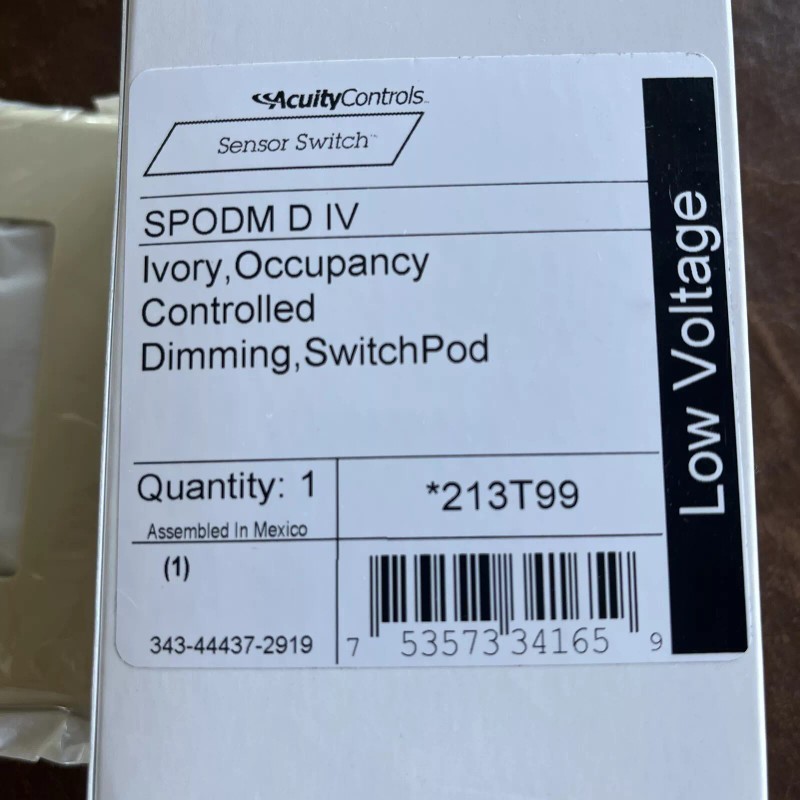 AcuityControls
Sensor Switch™
SPODM D IV
Ivory,Occupancy
Controlled
Dimming,SwitchPod
Low Voltage
Quantity: 1
Assembled In Mexico
*213T99
(1)
343-44437-2919
7 53573 34165 9